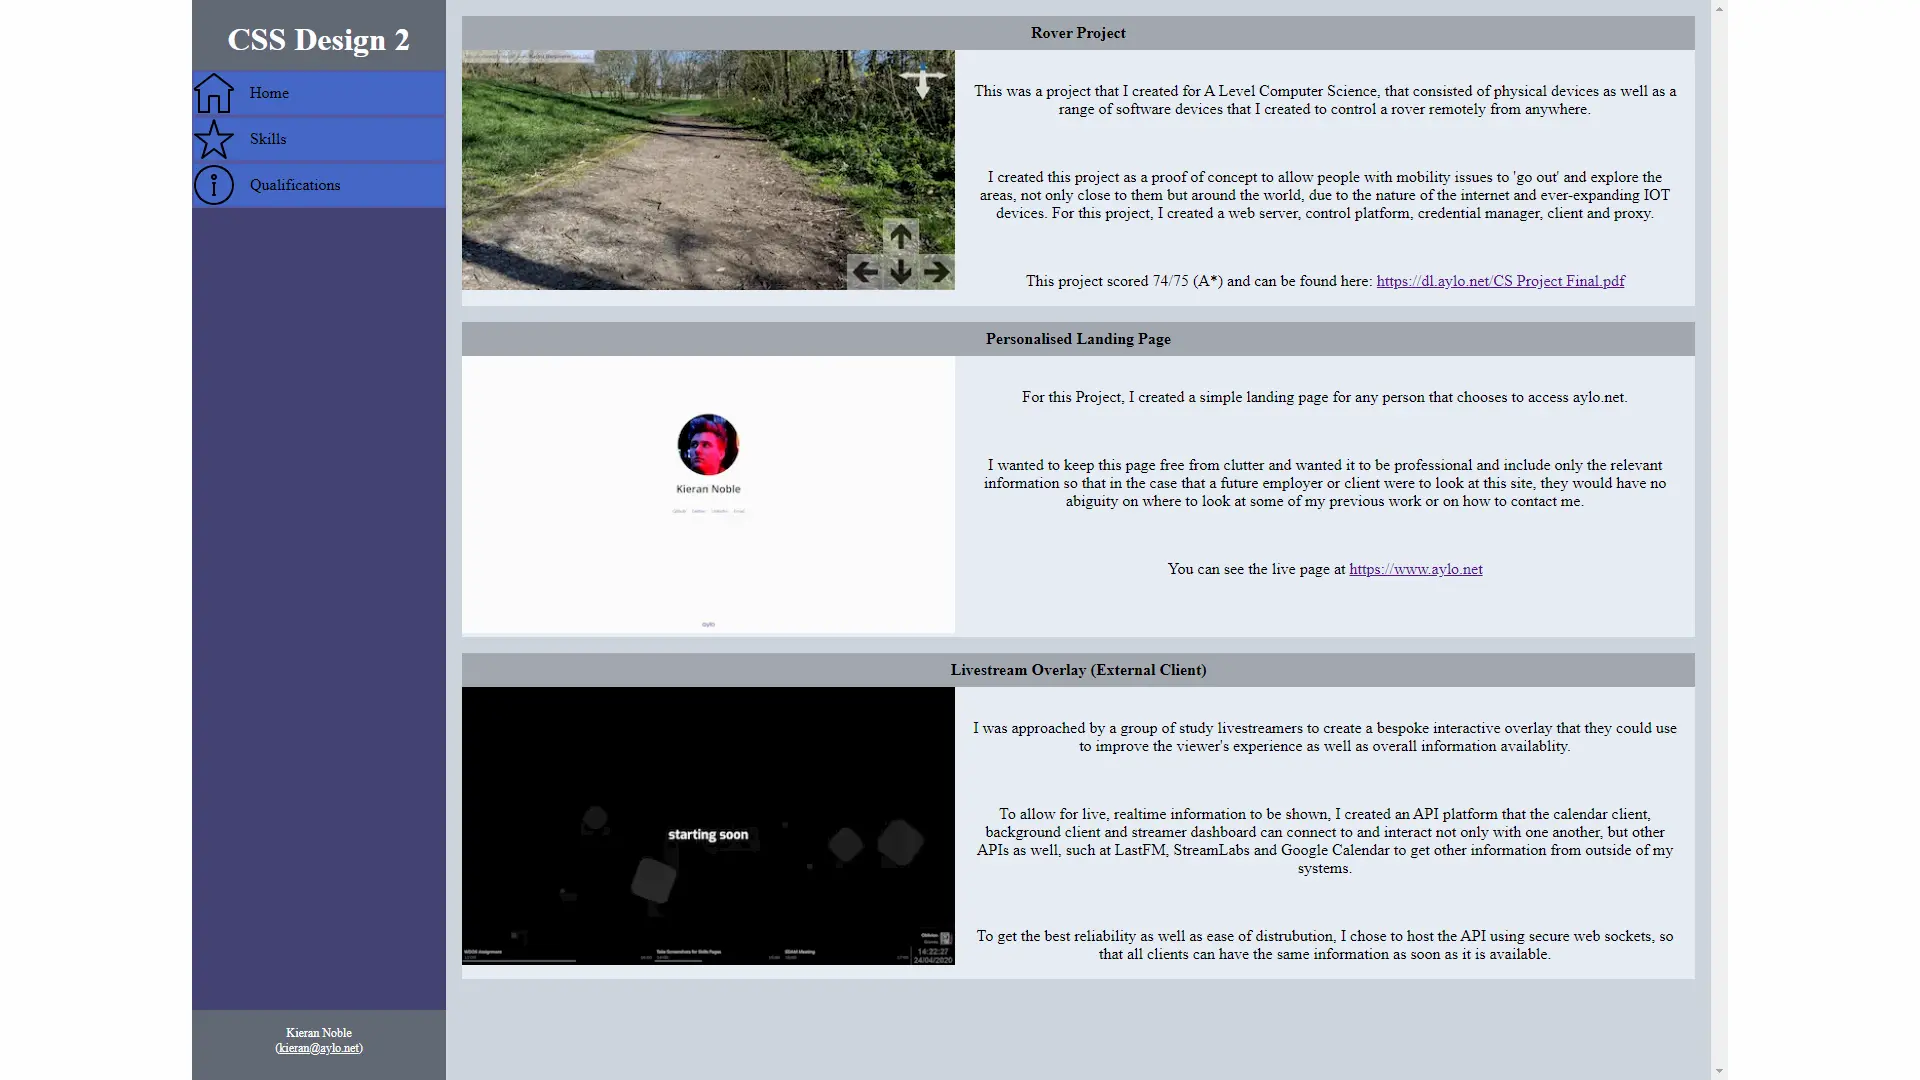 CSS Design 2
Home
Skills
Qualifications
Kieran Noble
(kieran@aylo.net)
Rover Project
This was a project that I created for A Level Computer Science, that consisted of physical devices as well as a
range of software devices that I created to control a rover remotely from anywhere.
I created this project as a proof of concept to allow people with mobility issues to 'go out' and explore the
areas, not only close to them but around the world, due to the nature of the internet and ever-expanding IOT
devices. For this project, I created a web server, control platform, credential manager, client and proxy.
This project scored 74/75 (A*) and can be found here: https://dl.aylo.net/CS Project Final.pdf
Personalised Landing Page
Kieran Noble
aylo
For this Project, I created a simple landing page for any person that chooses to access aylo.net.
I wanted to keep this page free from clutter and wanted it to be professional and include only the relevant
information so that in the case that a future employer or client were to look at this site, they would have no
abiguity on where to look at some of my previous work or on how to contact me.
You can see the live page at https://www.aylo.net
Livestream Overlay (External Client)
starting soon
Take Screenshots for Skills Pages
14:22:27
24/04/2020
I was approached by a group of study livestreamers to create a bespoke interactive overlay that they could use
to improve the viewer's experience as well as overall information availablity.
To allow for live, realtime information to be shown, I created an API platform that the calendar client,
background client and streamer dashboard can connect to and interact not only with one another, but other
APIs as well, such at LastFM, StreamLabs and Google Calendar to get other information from outside of my
systems.
To get the best reliability as well as ease of distrubution, I chose to host the API using secure web sockets, so
that all clients can have the same information as soon as it is available.